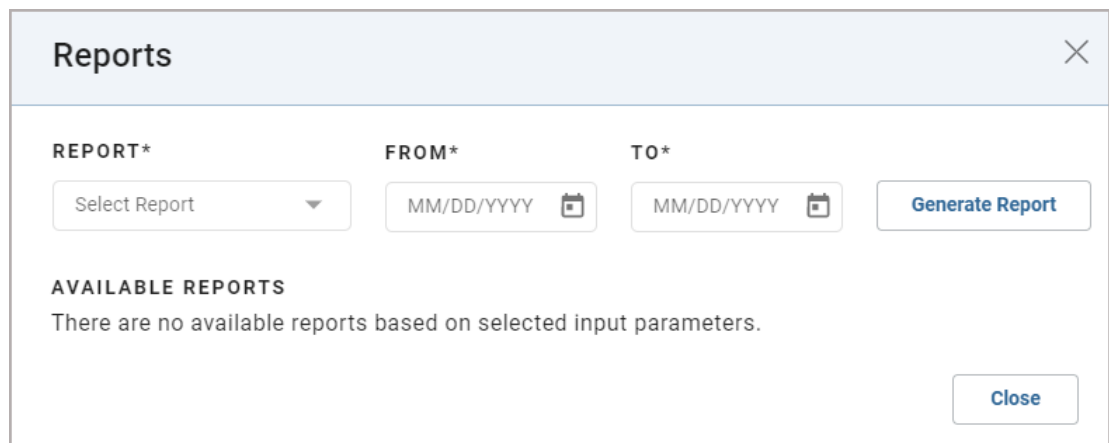 Reports
REPORT* FROM* TO*
Select Report MM/DD/YYYY MM/DD/YYYY Generate Report
AVAILABLE REPORTS
There are no available reports based on selected input parameters.
Close